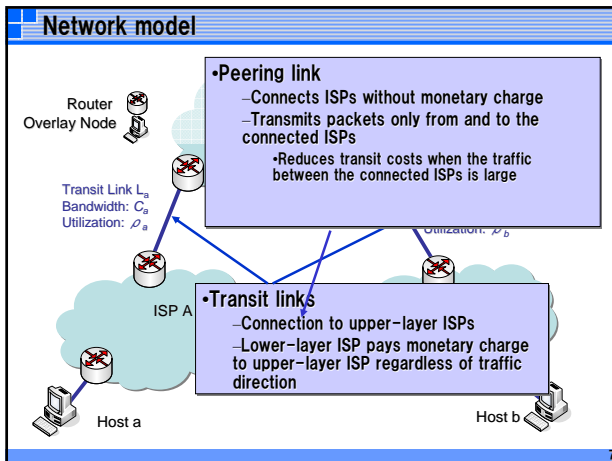 Network model
•Peering link
–Connects ISPs without monetary charge
–Transmits packets only from and to the
connected ISPs
•Reduces transit costs when the traffic
between the connected ISPs is large
Router
Overlay Node
Transit Link La
Bandwidth: Ca
Utilization: ρa
Utilization: ρb
ISP A
•Transit links
–Connection to upper-layer ISPs
–Lower-layer ISP pays monetary charge
to upper-layer ISP regardless of traffic
direction
Host a
Host b